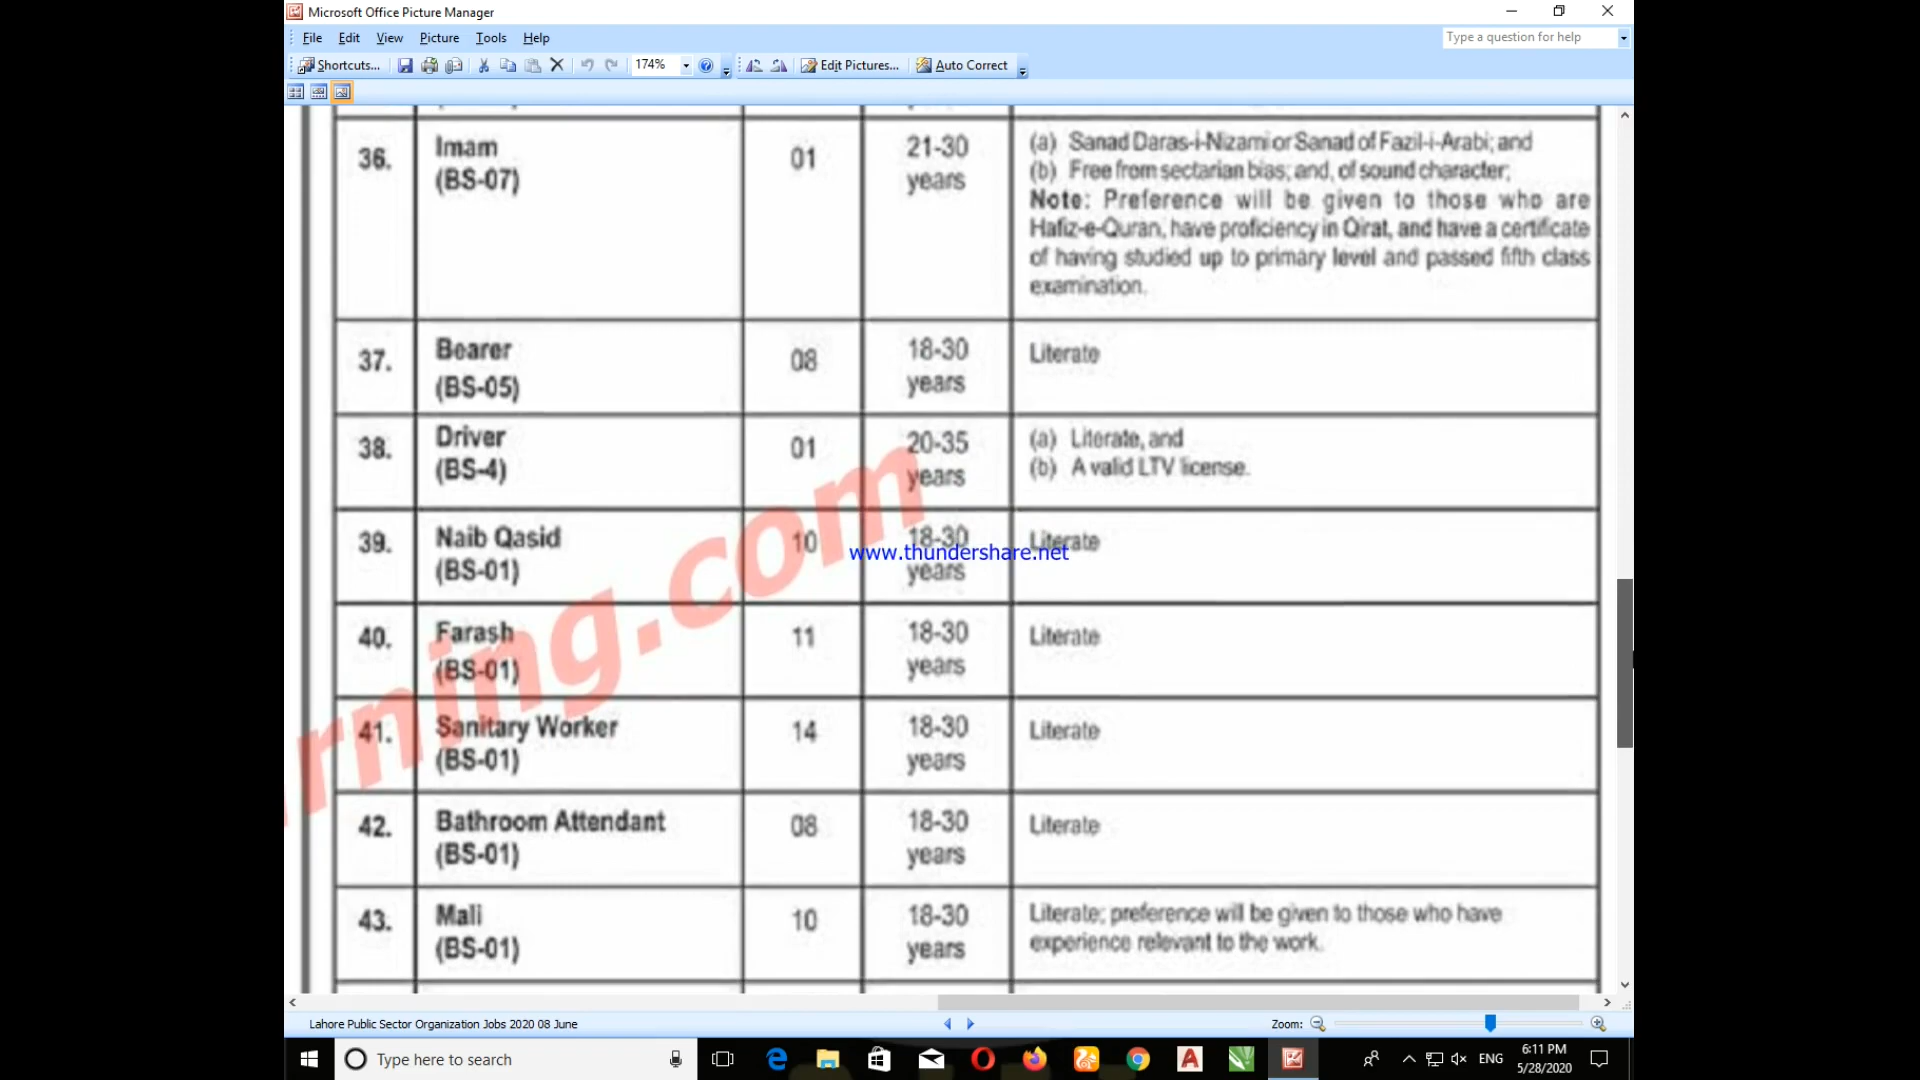 Microsoft Office Picture Manager
File Edit View Picture Tools Help
Type a question for help
Shortcuts... 174% Edit Pictures... Auto Correct
36. Imam (BS-07) 01 21-30 years
(a) Sanad Daras-i-Nizami or Sanad of Fazil-i-Arabi; and
(b) Free from sectarian bias; and, of sound character;
Note: Preference will be given to those who are
Hafiz-e-Quran, have proficiency in Qirat, and have a certificate
of having studied up to primary level and passed fifth class
examination.
37. Bearer (BS-05) 08 18-30 years Literate
38. Driver (BS-4) 01 20-35 years
(a) Literate, and
(b) A valid LTV license.
39. Naib Qasid (BS-01) 10 18-30 years Literate
www.thundershare.net
40. Farash (BS-01) 11 18-30 years Literate
41. Sanitary Worker (BS-01) 14 18-30 years Literate
42. Bathroom Attendant (BS-01) 08 18-30 years Literate
43. Mali (BS-01) 10 18-30 years
Literate; preference will be given to those who have
experience relevant to the work.
rning.com
Lahore Public Sector Organization Jobs 2020 08 June
Zoom:
Type here to search
ENG
6:11 PM
5/28/2020